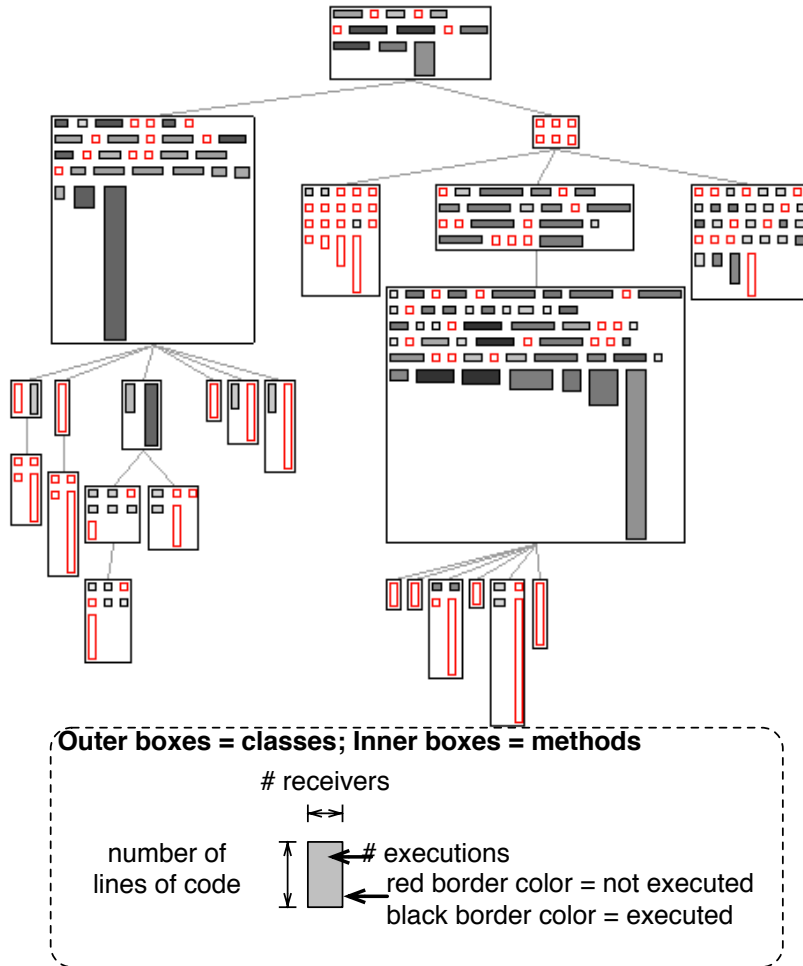 Outer boxes = classes; Inner boxes = methods
# receivers
number of
lines of code
# executions
red border color = not executed
black border color = executed